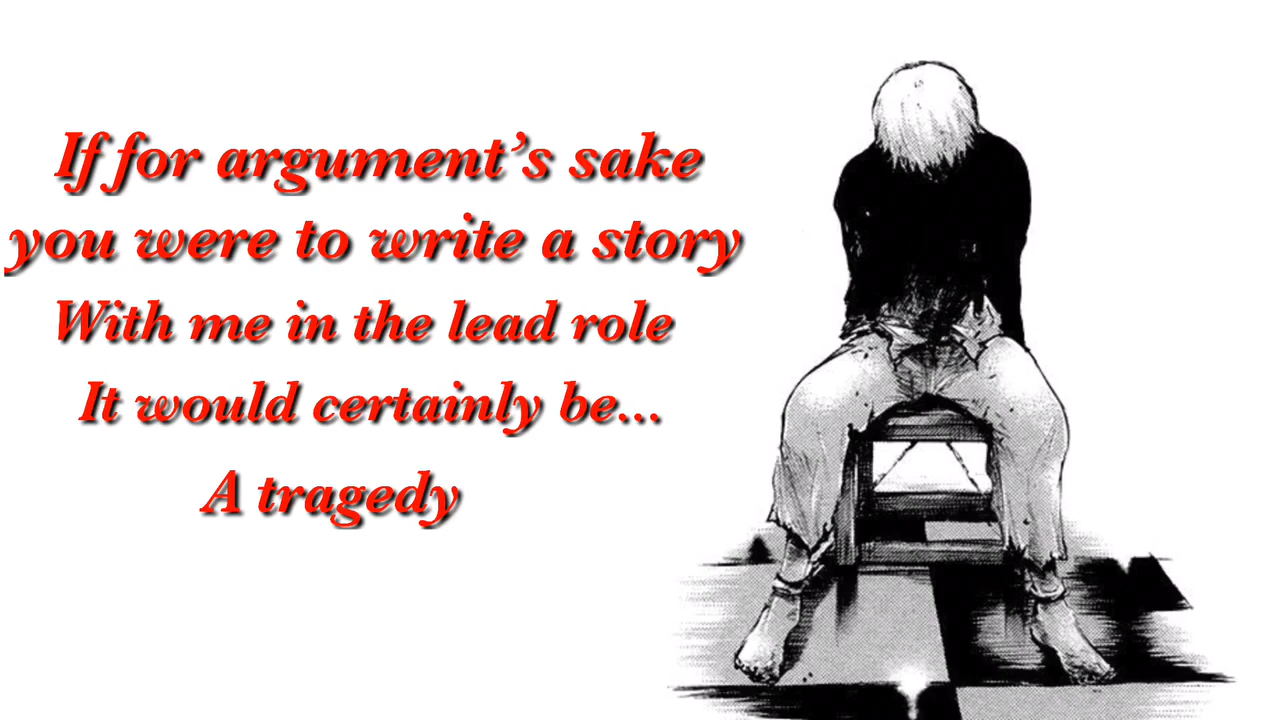 If for argument’s sake
you were to write a story
With me in the lead role
It would certainly be...
A tragedy